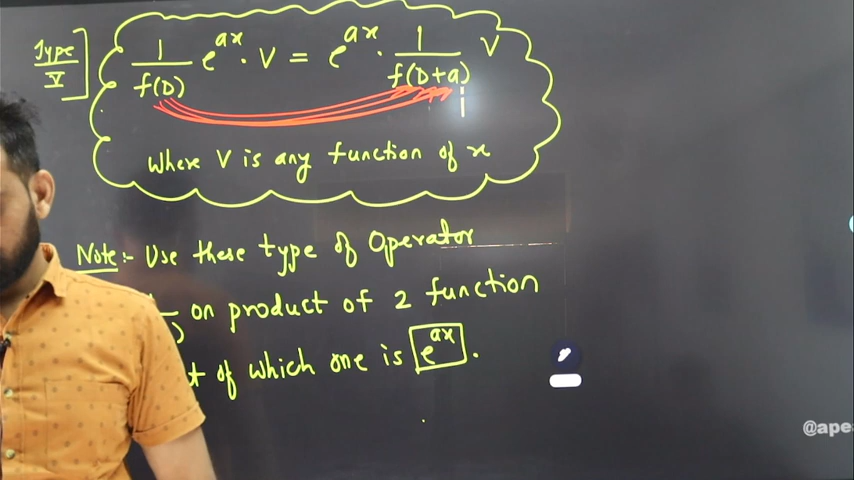 Type V] 1/f(D) e^ax · V = e^ax · 1/f(D+a) V
where V is any function of x
Note:- Use these type of Operator
on product of 2 function
of which one is e^ax.